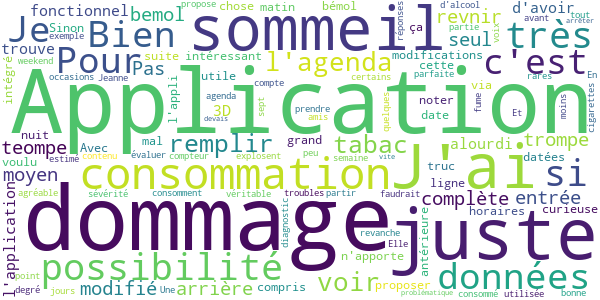 fonctionnel bemol propose chose matin bémol réponses d'alcool partie avant d'avoir tout arrêter
Je Sinon exemple Bien sommeil ça revnir seul voix très
trouve weekend occasions Jeanne suite intéressant modifications cette parfaite rares En
intégré Pour Pas utile l'agenda c'est
l'appli agenda 3D compte certains via fume moins cigarettes
Application J'ai
sept prendre amis quelques noter date Et
nuit mal remplir devais grand tabac alourdi trompe
teompe Avec estimé évaluer compteur explosent peu semaine vite truc datées
voulu contenu consommation si
moyen ligne
l'application agréable sévérité consomment véritable troubles partir faudrait complète entrée
dommage juste
diagnostic horaires curieuse
revanche Elle antérieure
possibilité voir n'apporte données
point degré jours modifié Une arrière compris proposer problématique consommé utilisée bonne